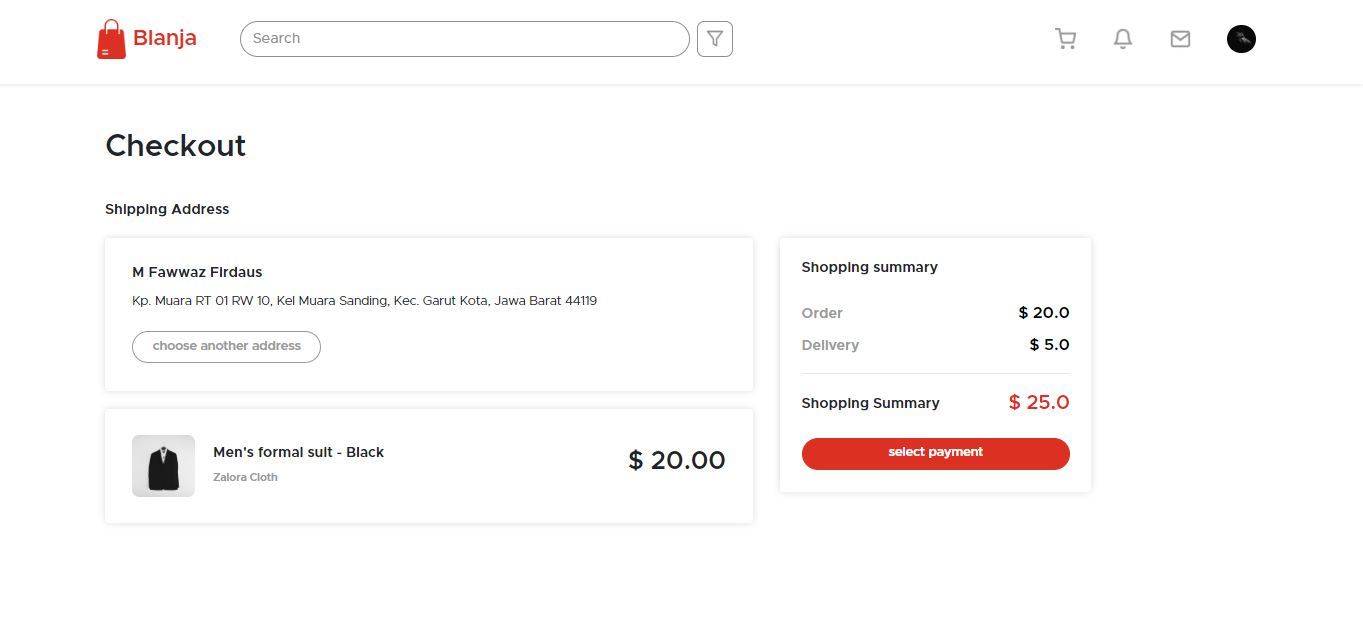 Blanja
Search
Checkout
Shipping Address
M Fawwaz Firdaus
Kp. Muara RT 01 RW 10, Kel Muara Sanding, Kec. Garut Kota, Jawa Barat 44119
choose another address
Men's formal suit - Black
Zalora Cloth
$ 20.00
Shopping summary
Order $ 20.0
Delivery $ 5.0
Shopping Summary $ 25.0
select payment